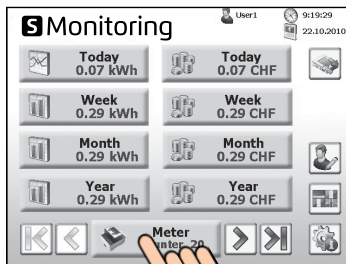 S Monitoring
User1
9:19:29
22.10.2010
Today
0.07 kWh
Today
0.07 CHF
Week
0.29 kWh
Week
0.29 CHF
Month
0.29 kWh
Month
0.29 CHF
Year
0.29 kWh
Year
0.29 CHF
Meter
20